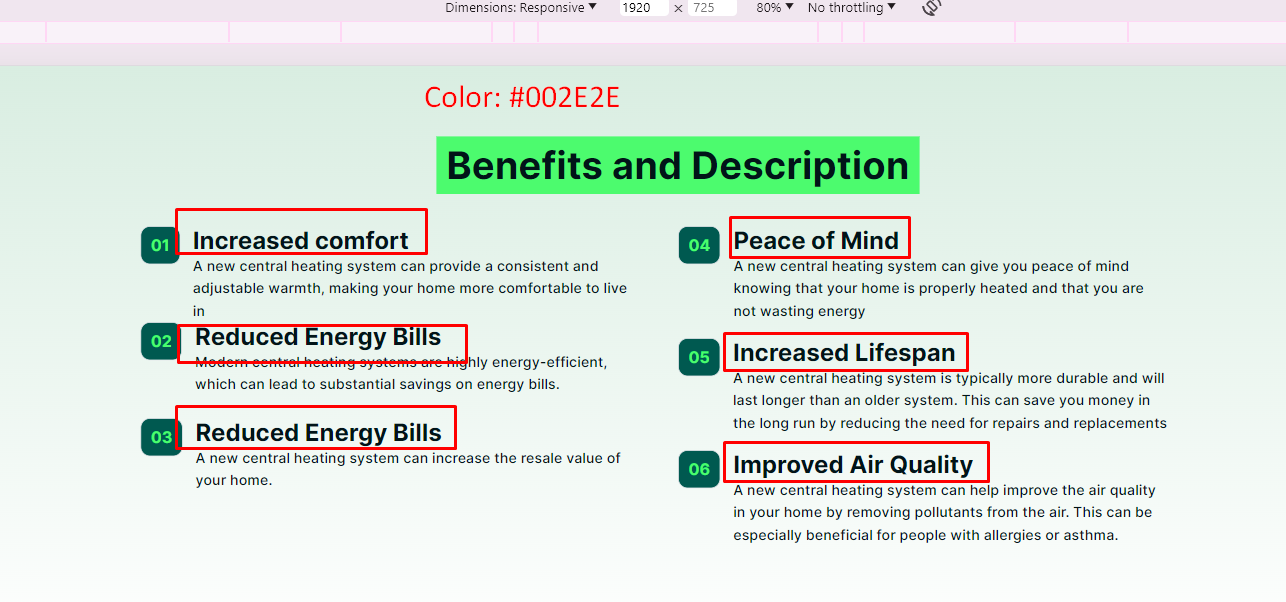 Dimensions: Responsive ▼ 1920 × 725 80% ▼ No throttling ▼
Color: #002E2E
Benefits and Description
01 Increased comfort
A new central heating system can provide a consistent and
adjustable warmth, making your home more comfortable to live
in
02 Reduced Energy Bills
Modern central heating systems are highly energy-efficient,
which can lead to substantial savings on energy bills.
03 Reduced Energy Bills
A new central heating system can increase the resale value of
your home.
04 Peace of Mind
A new central heating system can give you peace of mind
knowing that your home is properly heated and that you are
not wasting energy
05 Increased Lifespan
A new central heating system is typically more durable and will
last longer than an older system. This can save you money in
the long run by reducing the need for repairs and replacements
06 Improved Air Quality
A new central heating system can help improve the air quality
in your home by removing pollutants from the air. This can be
especially beneficial for people with allergies or asthma.